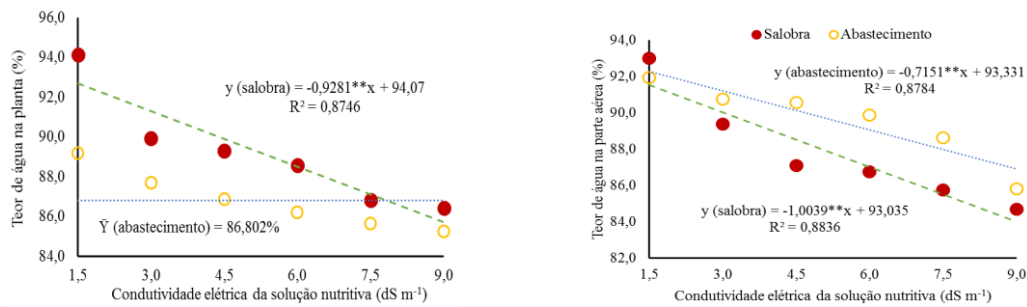 96,0
94,0
92,0
90,0
88,0
86,0
84,0
Teor de água na planta (%)
y (salobra) = -0,9281**x + 94,07
R² = 0,8746
Ȳ (abastecimento) = 86,802%
1,5 3,0 4,5 6,0 7,5 9,0
Condutividade elétrica da solução nutritiva (dS m⁻¹)
Salobra Abastecimento
94,0
92,0
90,0
88,0
86,0
84,0
82,0
Teor de água na parte aérea (%)
y (abastecimento) = -0,7151**x + 93,331
R² = 0,8784
y (salobra) = -1,0039**x + 93,035
R² = 0,8836
1,5 3,0 4,5 6,0 7,5 9,0
Condutividade elétrica da solução nutritiva (dS m⁻¹)